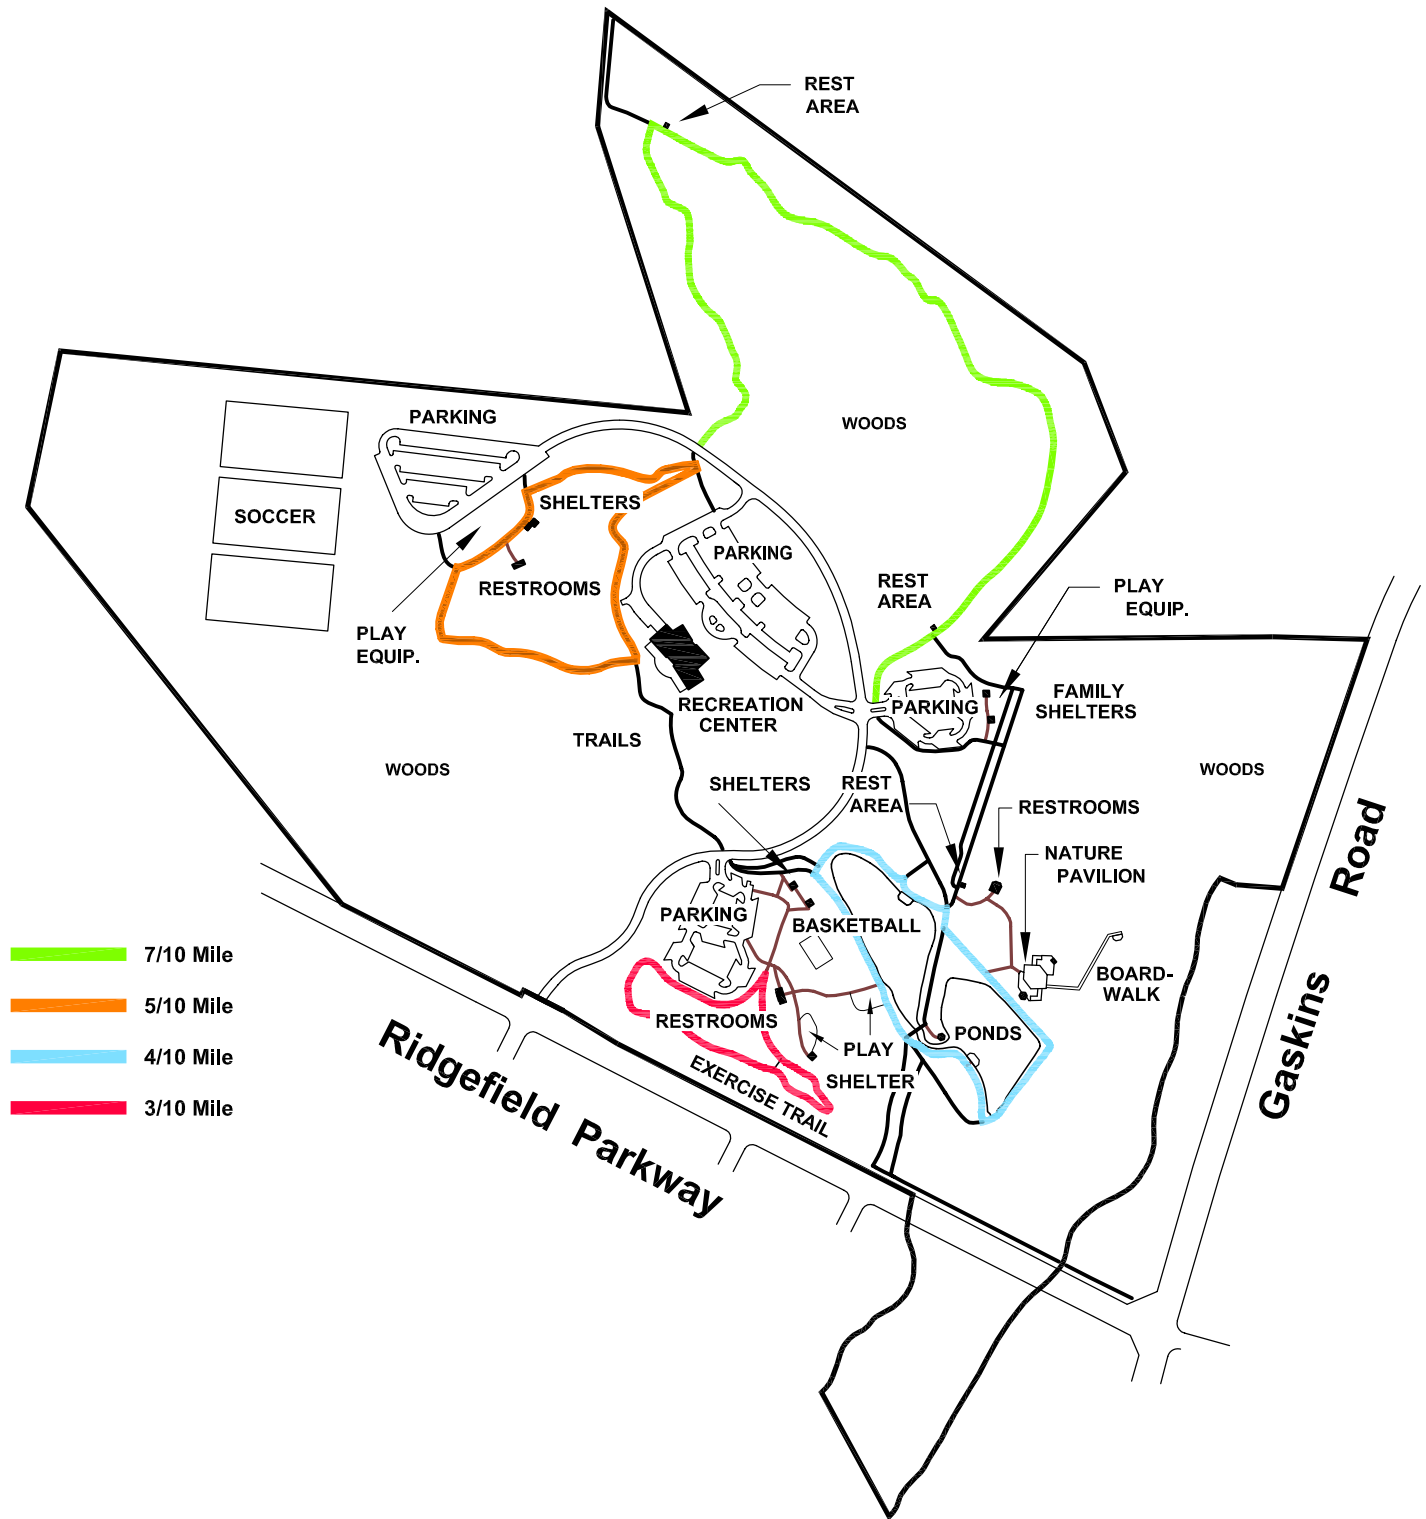 REST
AREA
WOODS
PARKING
SHELTERS
SOCCER
PARKING
RESTROOMS
REST
AREA
PLAY
EQUIP.
PLAY
EQUIP.
RECREATION
CENTER
PARKING
FAMILY
SHELTERS
TRAILS
WOODS
SHELTERS
REST
AREA
WOODS
RESTROOMS
NATURE
PAVILION
PARKING
BASKETBALL
BOARD-
WALK
RESTROOMS
PONDS
PLAY
SHELTER
EXERCISE TRAIL
7/10 Mile
5/10 Mile
4/10 Mile
3/10 Mile
Ridgefield Parkway
Gaskins Road